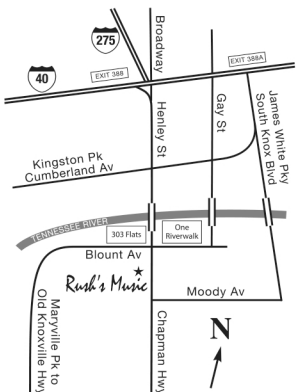 275
Broadway
40
EXIT 388
EXIT 388A
Henley St
Gay St
James White Pky
South Knox Blvd
Kingston Pk
Cumberland Av
TENNESSEE RIVER
303 Flats
One
Riverwalk
Blount Av
Rush's Music
Moody Av
Maryville Pk to
Old Knoxville Hwy
Chapman Hwy
N